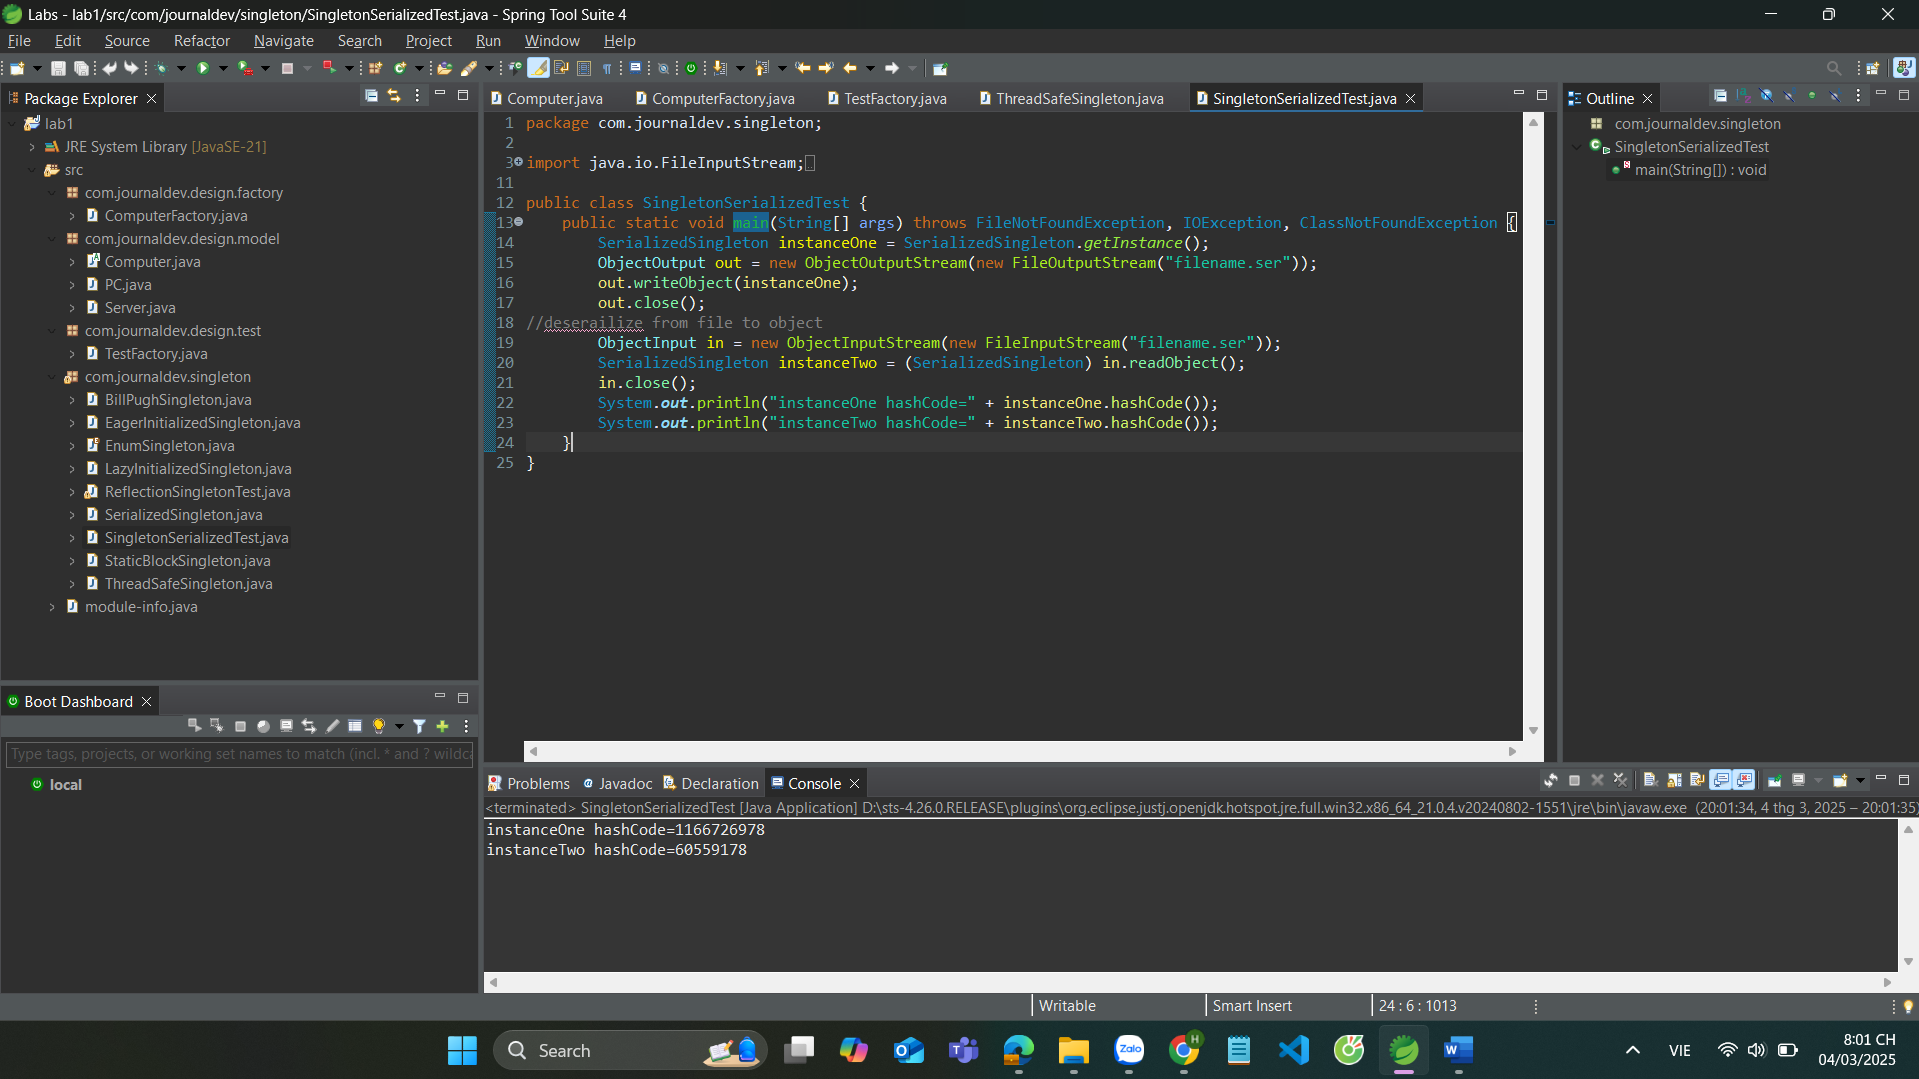 Labs - lab1/src/com/journaldev/singleton/SingletonSerializedTest.java - Spring Tool Suite 4
File Edit Source Refactor Navigate Search Project Run Window Help
Package Explorer
lab1
JRE System Library [JavaSE-21]
src
com.journaldev.design.factory
ComputerFactory.java
com.journaldev.design.model
Computer.java
PC.java
Server.java
com.journaldev.design.test
TestFactory.java
com.journaldev.singleton
BillPughSingleton.java
EagerInitializedSingleton.java
EnumSingleton.java
LazyInitializedSingleton.java
ReflectionSingletonTest.java
SerializedSingleton.java
SingletonSerializedTest.java
StaticBlockSingleton.java
ThreadSafeSingleton.java
module-info.java
Boot Dashboard
Type tags, projects, or working set names to match (incl. * and ? wildca
local
Computer.java ComputerFactory.java TestFactory.java ThreadSafeSingleton.java SingletonSerializedTest.java
1 package com.journaldev.singleton;
2
3 import java.io.FileInputStream;
11
12 public class SingletonSerializedTest {
13 public static void main(String[] args) throws FileNotFoundException, IOException, ClassNotFoundException {
14 SerializedSingleton instanceOne = SerializedSingleton.getInstance();
15 ObjectOutput out = new ObjectOutputStream(new FileOutputStream("filename.ser"));
16 out.writeObject(instanceOne);
17 out.close();
18 //deserailize from file to object
19 ObjectInput in = new ObjectInputStream(new FileInputStream("filename.ser"));
20 SerializedSingleton instanceTwo = (SerializedSingleton) in.readObject();
21 in.close();
22 System.out.println("instanceOne hashCode=" + instanceOne.hashCode());
23 System.out.println("instanceTwo hashCode=" + instanceTwo.hashCode());
24 }
25 }
Outline
com.journaldev.singleton
SingletonSerializedTest
main(String[]) : void
Problems Javadoc Declaration Console
<terminated> SingletonSerializedTest [Java Application] D:\sts-4.26.0.RELEASE\plugins\org.eclipse.justj.openjdk.hotspot.jre.full.win32.x86_64_21.0.4.v20240802-1551\jre\bin\javaw.exe (20:01:34, 4 thg 3, 2025 – 20:01:35)
instanceOne hashCode=1166726978
instanceTwo hashCode=60559178
Writable Smart Insert 24 : 6 : 1013
Search
Zalo
H
VIE
8:01 CH
04/03/2025